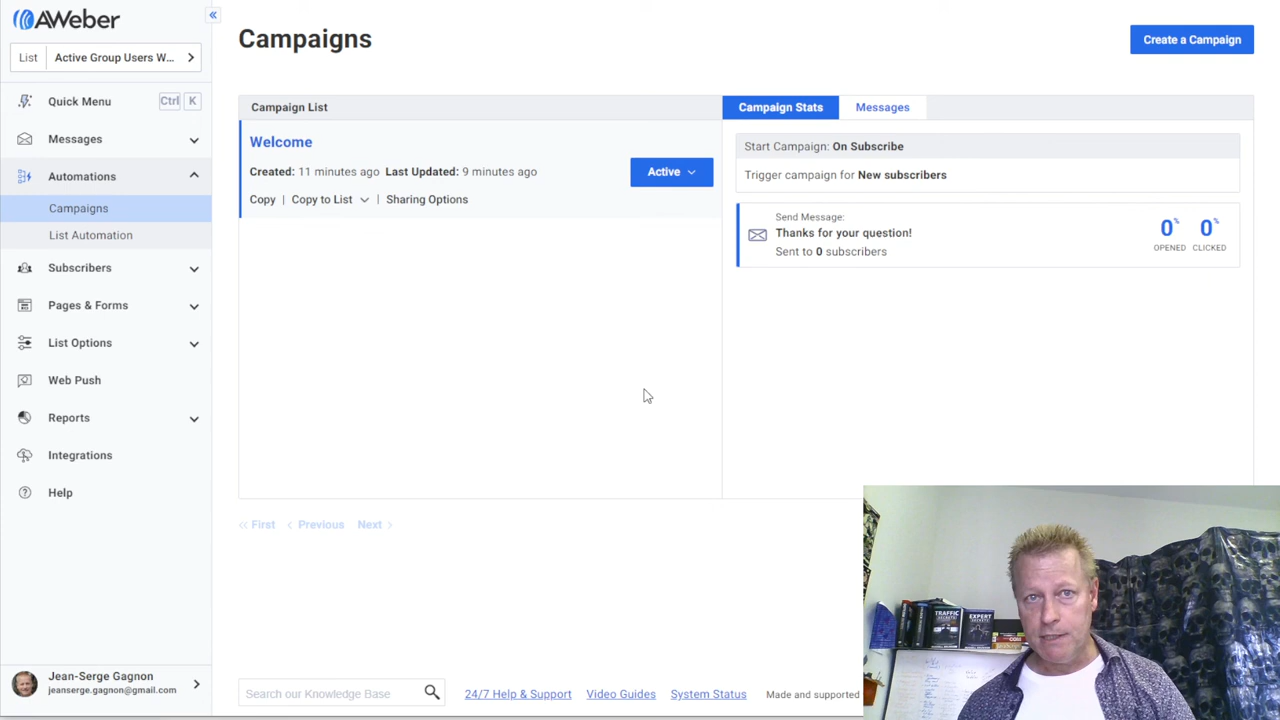 AWeber
«
List Active Group Users W...
Quick Menu Ctrl K
Messages
Automations
Campaigns
List Automation
Subscribers
Pages & Forms
List Options
Web Push
Reports
Integrations
Help
Jean-Serge Gagnon
jeanserge.gagnon@gmail.com
Campaigns
Create a Campaign
Campaign List
Welcome
Created: 11 minutes ago Last Updated: 9 minutes ago
Active
Copy | Copy to List | Sharing Options
Campaign Stats Messages
Start Campaign: On Subscribe
Trigger campaign for New subscribers
Send Message:
Thanks for your question!
Sent to 0 subscribers
0% 0%
OPENED CLICKED
First Previous Next
Search our Knowledge Base
24/7 Help & Support Video Guides System Status Made and supported
TRAFFIC
SECRETS
EXPERT
SECRETS